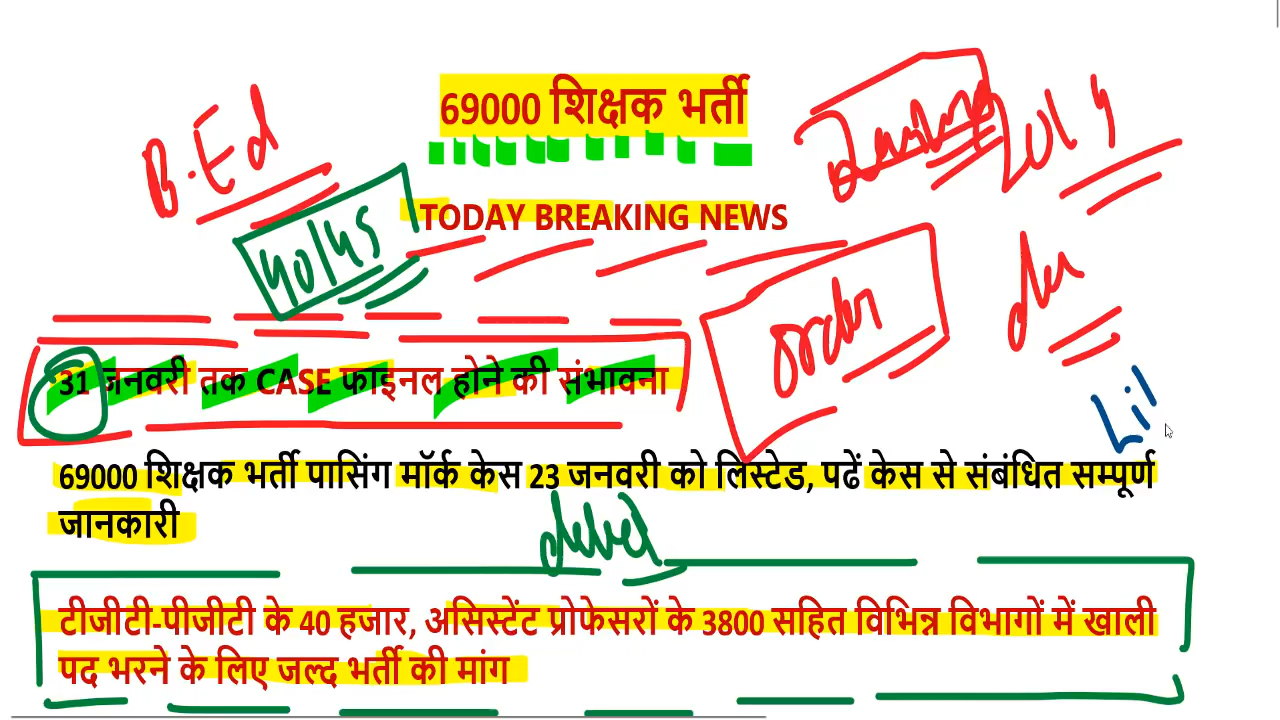 69000 शिक्षक भर्ती
B.Ed
2019
TODAY BREAKING NEWS
40/45
order
31 जनवरी तक CASE फाइनल होने की संभावना
69000 शिक्षक भर्ती पासिंग मॉर्क केस 23 जनवरी को लिस्टेड, पढें केस से संबंधित सम्पूर्ण
जानकारी
टीजीटी-पीजीटी के 40 हजार, असिस्टेंट प्रोफेसरों के 3800 सहित विभिन्न विभागों में खाली
पद भरने के लिए जल्द भर्ती की मांग